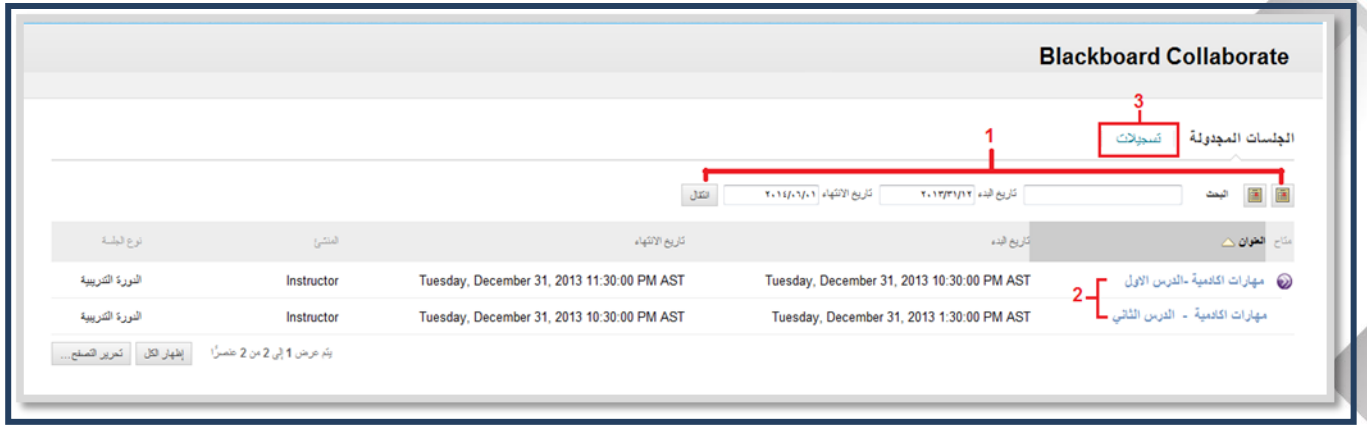 Blackboard Collaborate
3
الجلسات المجدولة تسجيلات
1
البحث تاريخ البدء ٢٠١٣/٣١/١٢ تاريخ الانتهاء ٢٠١٤/٠٦/٠١ انتقال
متاح العنوان تاريخ البدء تاريخ الانتهاء المنشئ نوع الجلسة
مهارات اكادمية -الدرس الاول Tuesday, December 31, 2013 10:30:00 PM AST Tuesday, December 31, 2013 11:30:00 PM AST Instructor الدورة التدريبية
2
مهارات اكادمية - الدرس الثاني Tuesday, December 31, 2013 1:30:00 PM AST Tuesday, December 31, 2013 10:30:00 PM AST Instructor الدورة التدريبية
يتم عرض 1 إلى 2 من 2 عنصرًا إظهار الكل تحرير التصفح...